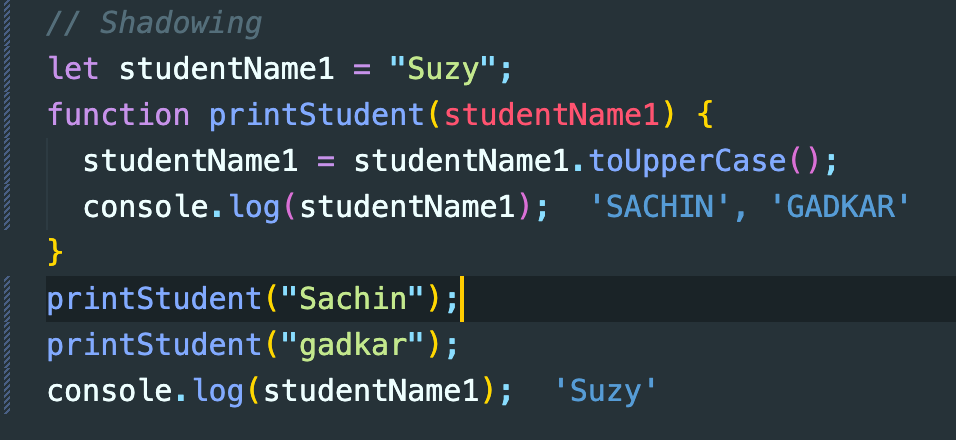 // Shadowing
let studentName1 = "Suzy";
function printStudent(studentName1) {
  studentName1 = studentName1.toUpperCase();
  console.log(studentName1);  'SACHIN', 'GADKAR'
}
printStudent("Sachin");
printStudent("gadkar");
console.log(studentName1);  'Suzy'